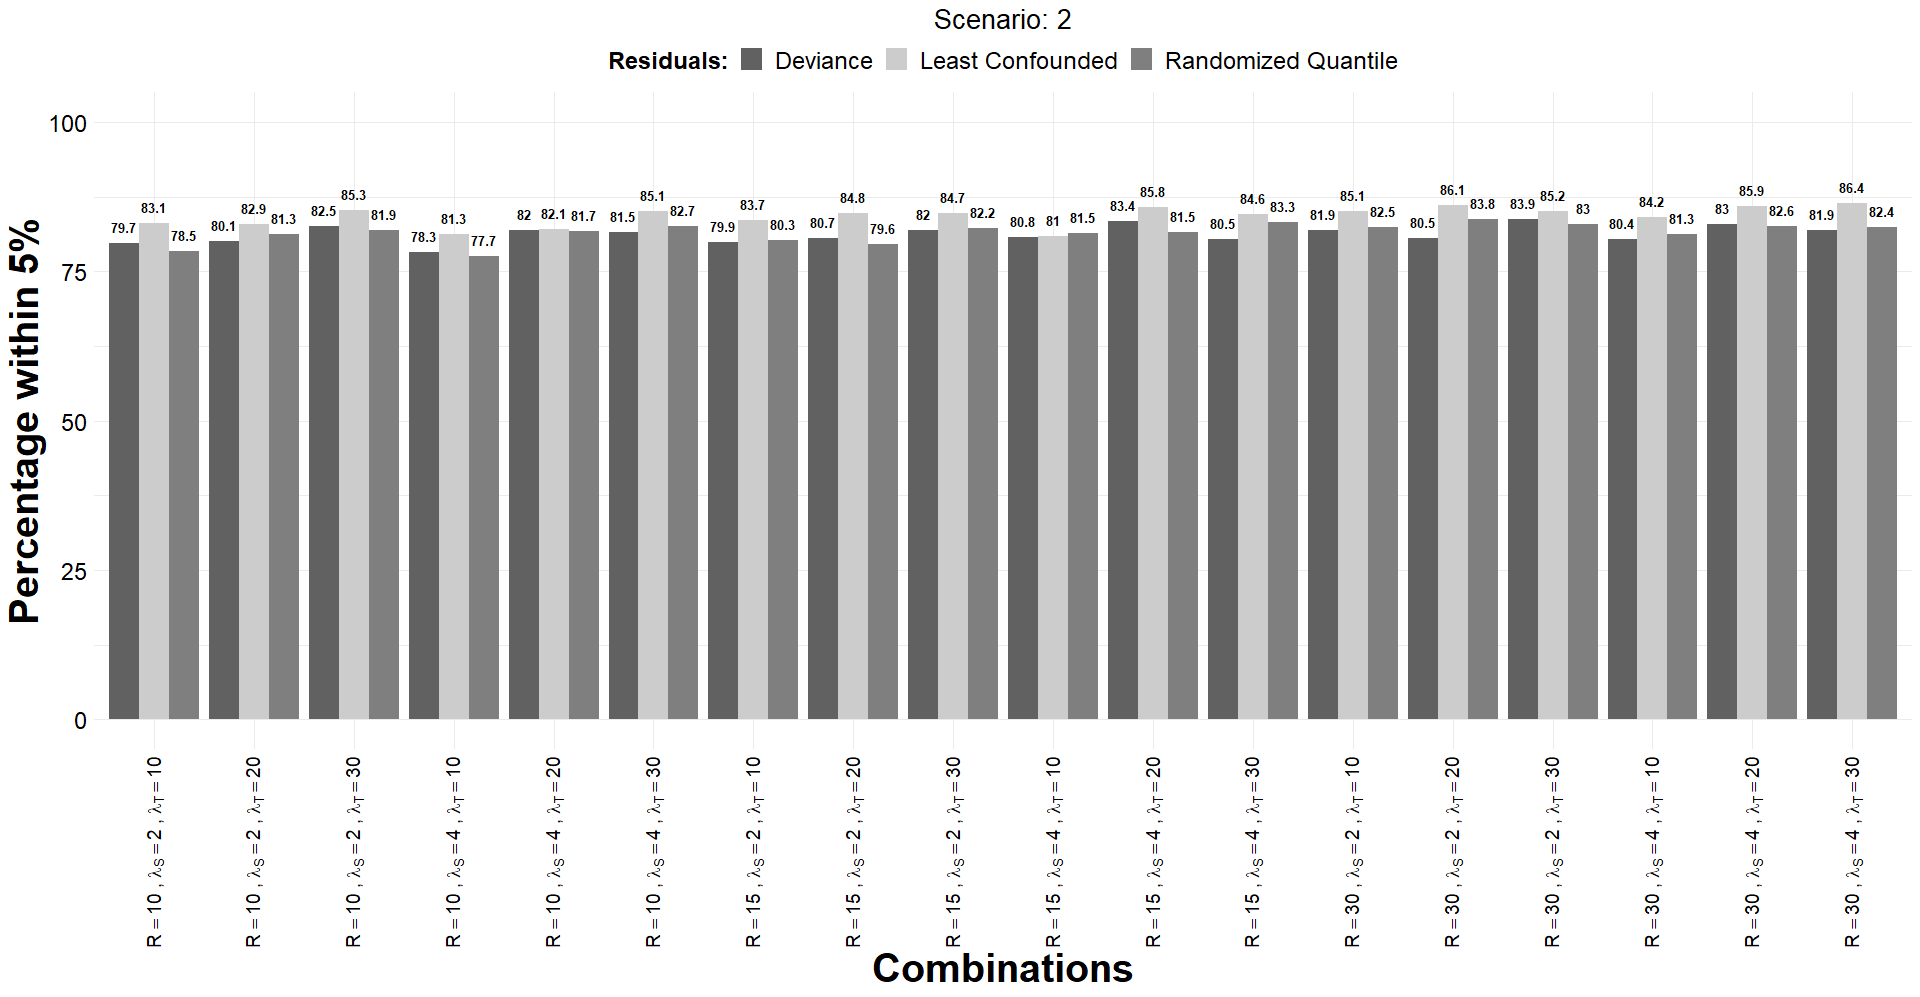 Scenario: 2
Residuals: Deviance Least Confounded Randomized Quantile
Percentage within 5%
100
75
50
25
0
79.7 83.1 78.5
80.1 82.9 81.3
82.5 85.3 81.9
78.3 81.3 77.7
82 82.1 81.7
81.5 85.1 82.7
79.9 83.7 80.3
80.7 84.8 79.6
82 84.7 82.2
80.8 81 81.5
83.4 85.8 81.5
80.5 84.6 83.3
81.9 85.1 82.5
80.5 86.1 83.8
83.9 85.2 83
80.4 84.2 81.3
83 85.9 82.6
81.9 86.4 82.4
R = 10 , λS = 2 , λT = 10
R = 10 , λS = 2 , λT = 20
R = 10 , λS = 2 , λT = 30
R = 10 , λS = 4 , λT = 10
R = 10 , λS = 4 , λT = 20
R = 10 , λS = 4 , λT = 30
R = 15 , λS = 2 , λT = 10
R = 15 , λS = 2 , λT = 20
R = 15 , λS = 2 , λT = 30
R = 15 , λS = 4 , λT = 10
R = 15 , λS = 4 , λT = 20
R = 15 , λS = 4 , λT = 30
R = 30 , λS = 2 , λT = 10
R = 30 , λS = 2 , λT = 20
R = 30 , λS = 2 , λT = 30
R = 30 , λS = 4 , λT = 10
R = 30 , λS = 4 , λT = 20
R = 30 , λS = 4 , λT = 30
Combinations